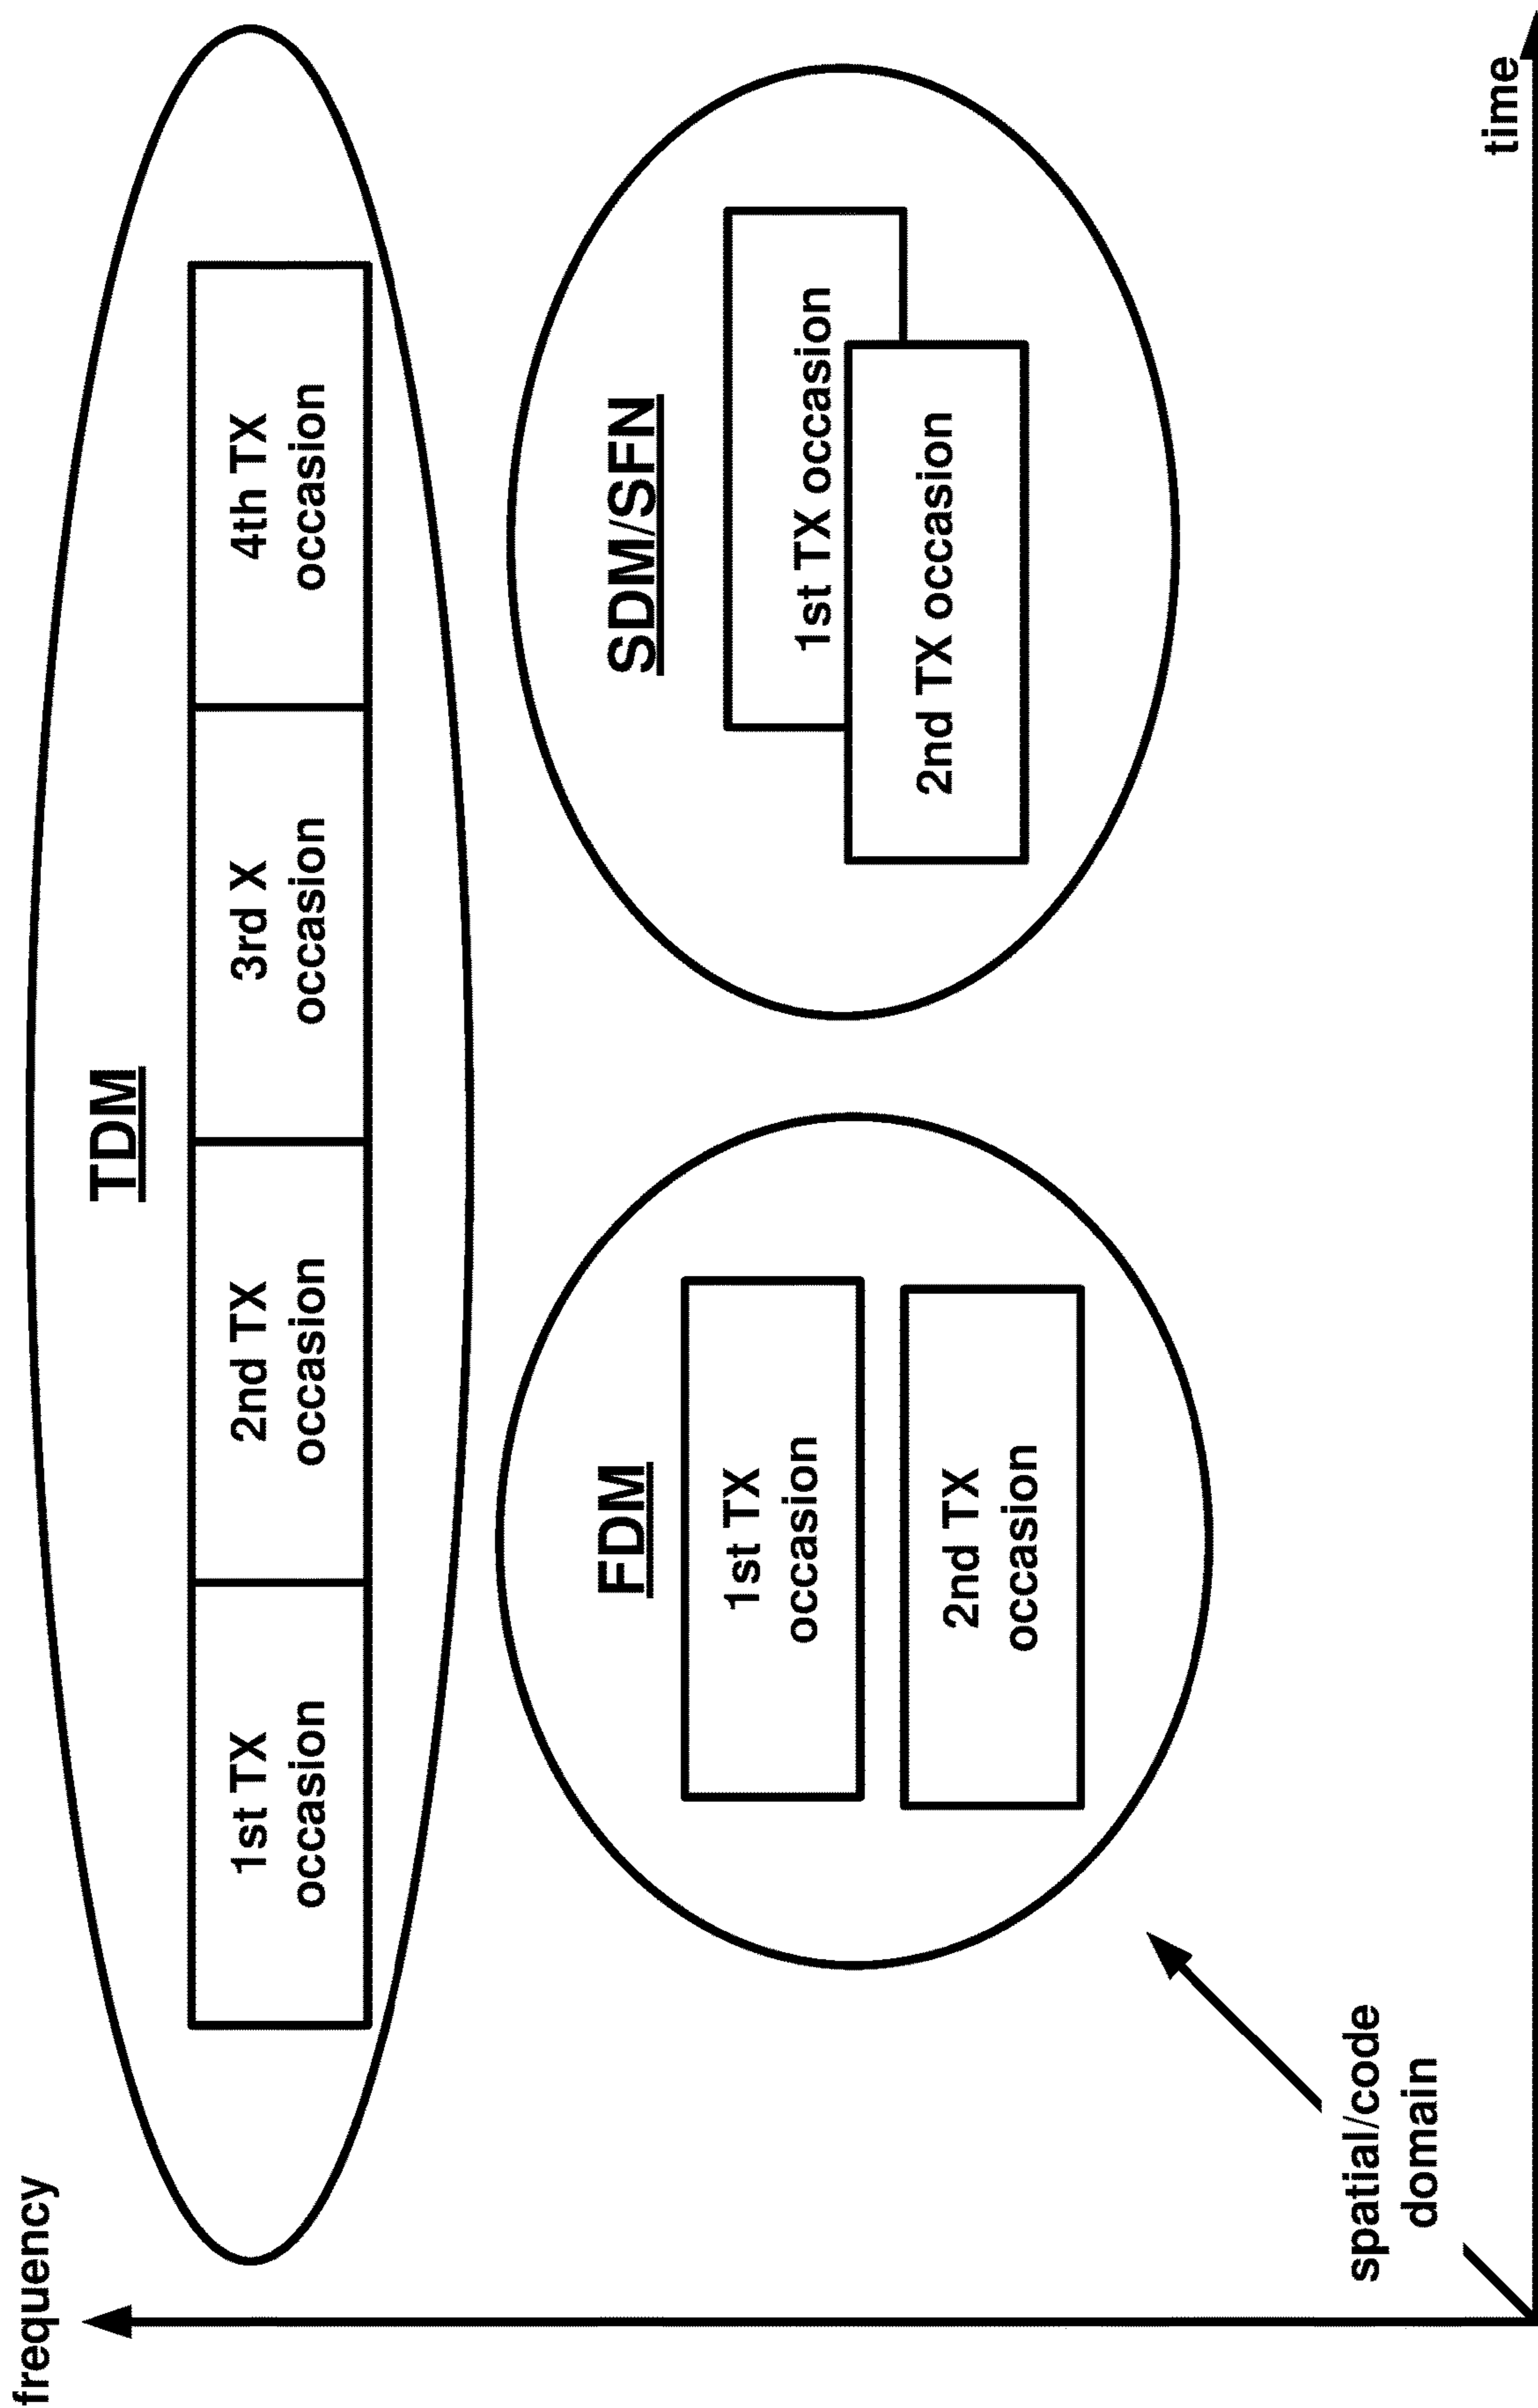 frequency
TDM
1st TX
occasion
2nd TX
occasion
3rd X
occasion
4th TX
occasion
FDM
1st TX
occasion
2nd TX
occasion
SDM/SFN
1st TX occasion
2nd TX occasion
spatial/code
domain
time